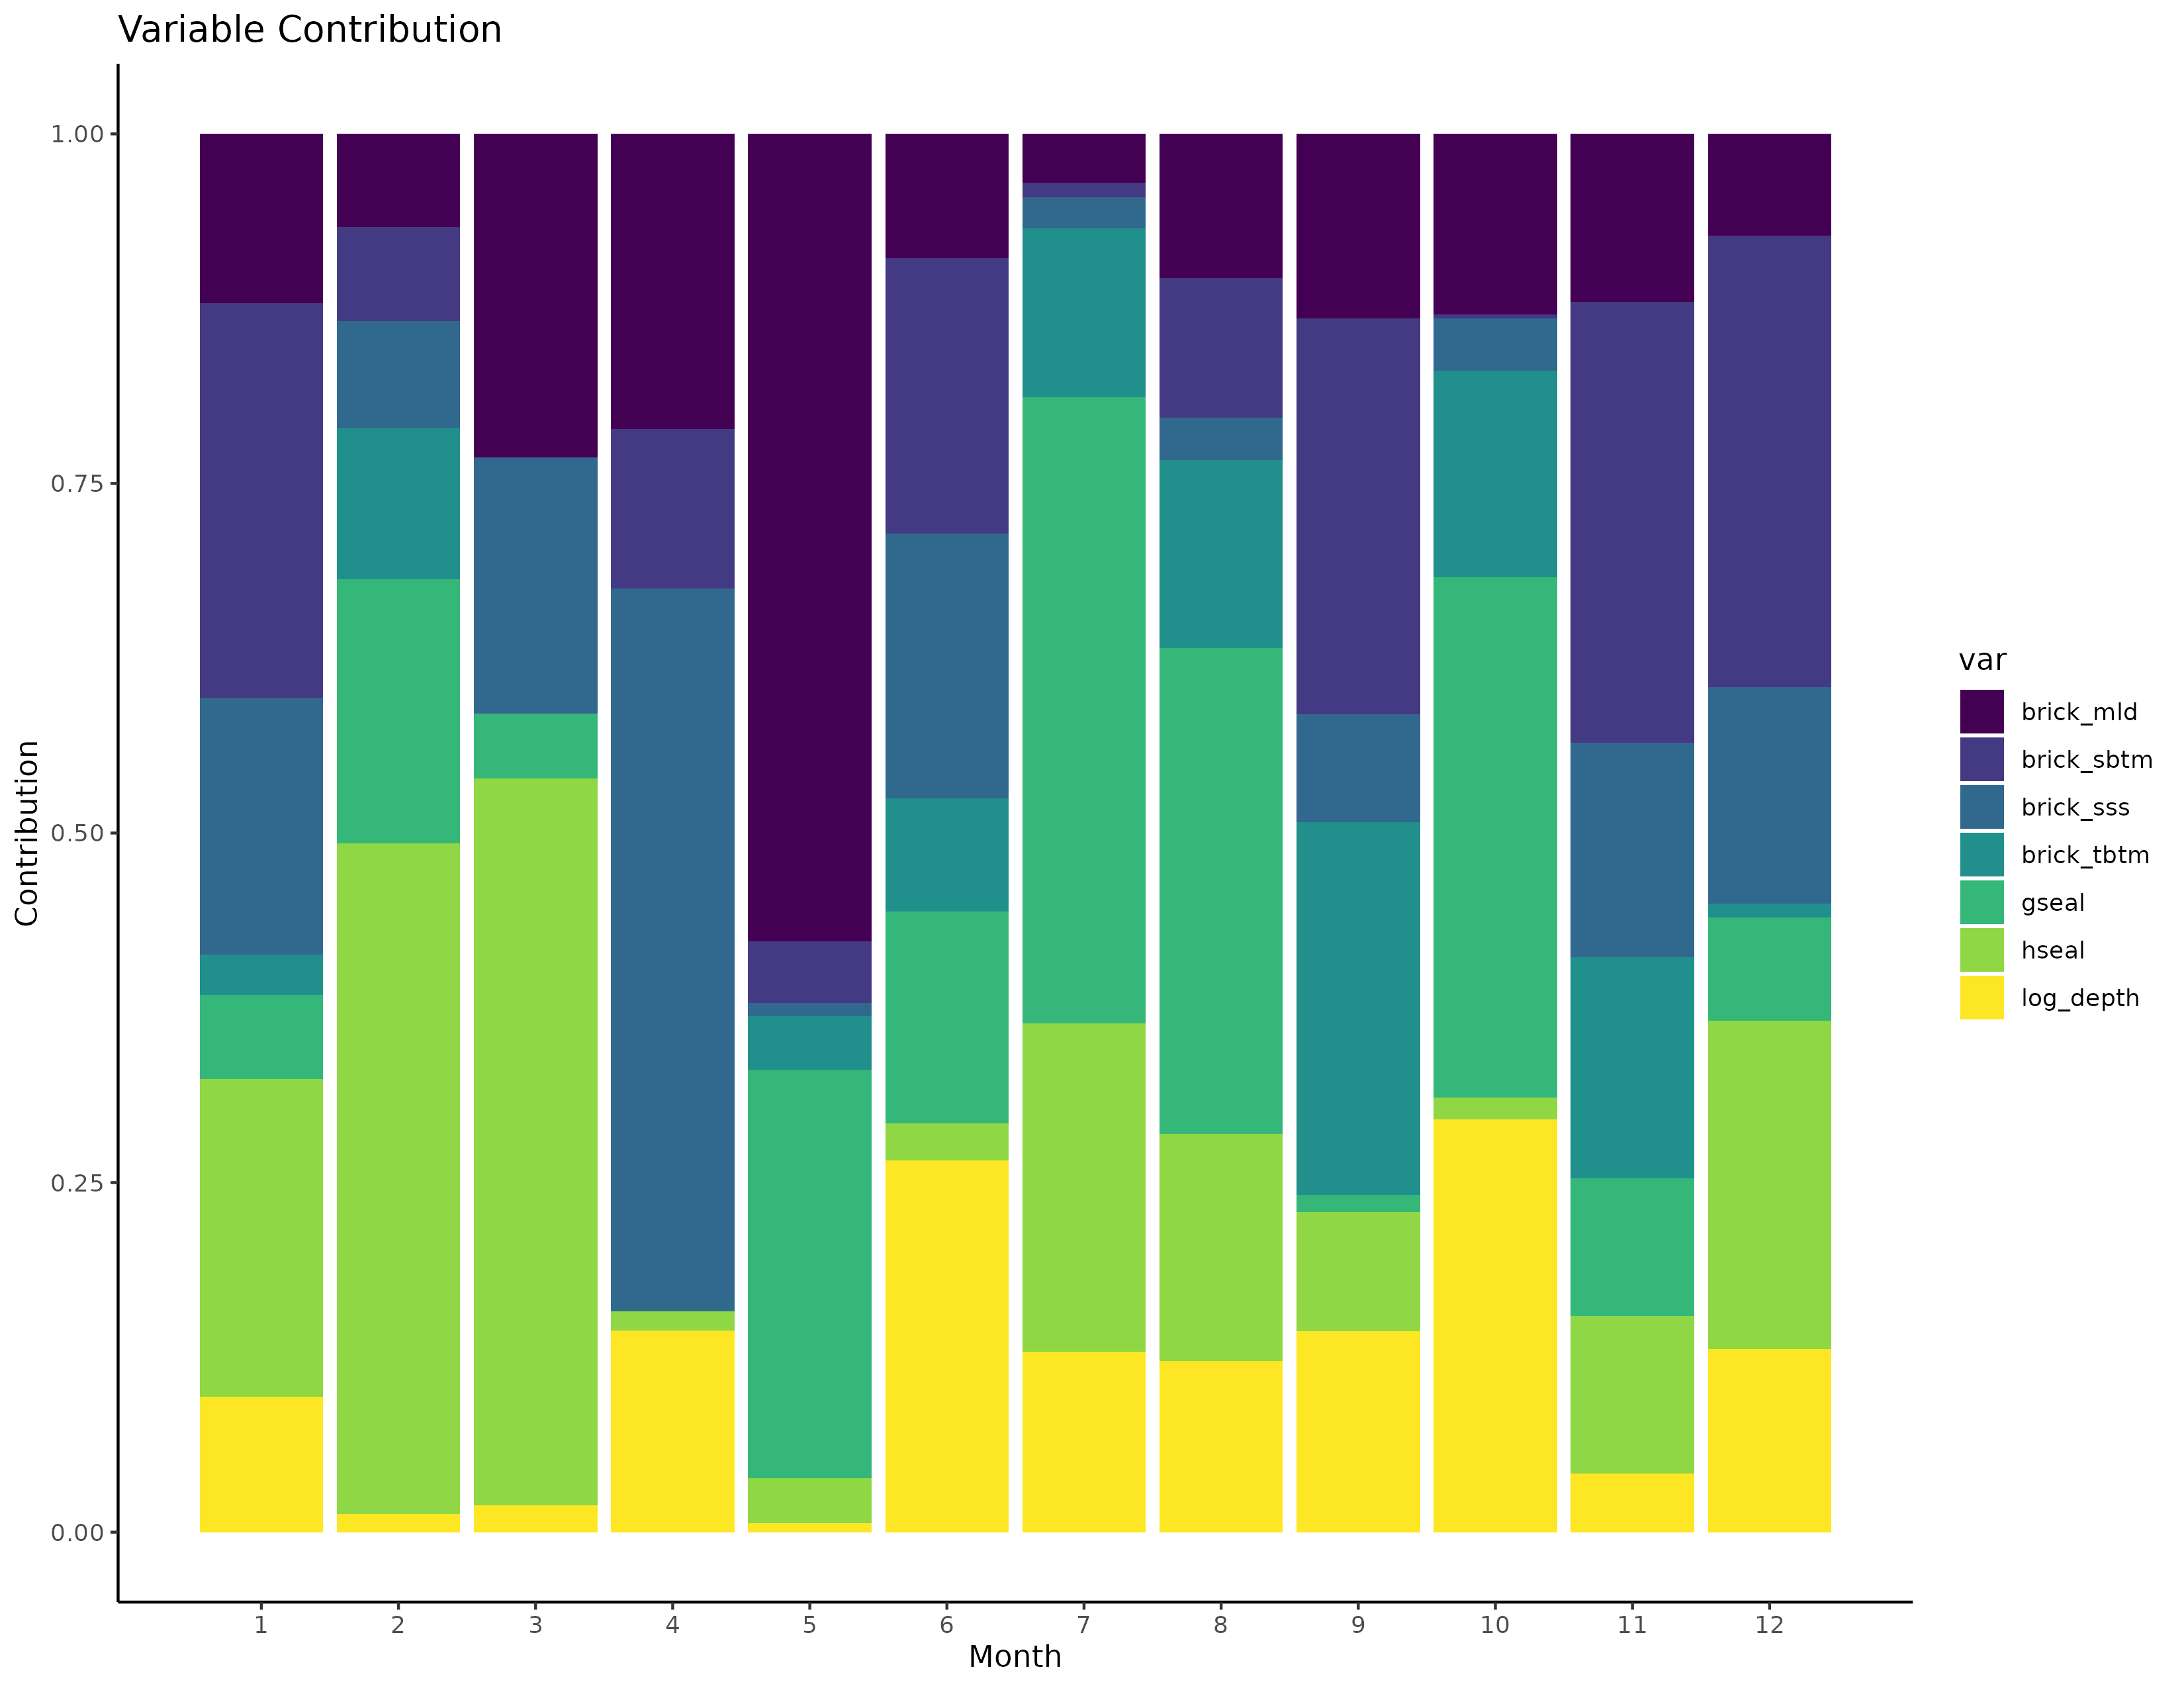 Variable Contribution
1.00
0.75
0.50
0.25
0.00
Contribution
1 2 3 4 5 6 7 8 9 10 11 12
Month
var
brick_mld
brick_sbtm
brick_sss
brick_tbtm
gseal
hseal
log_depth